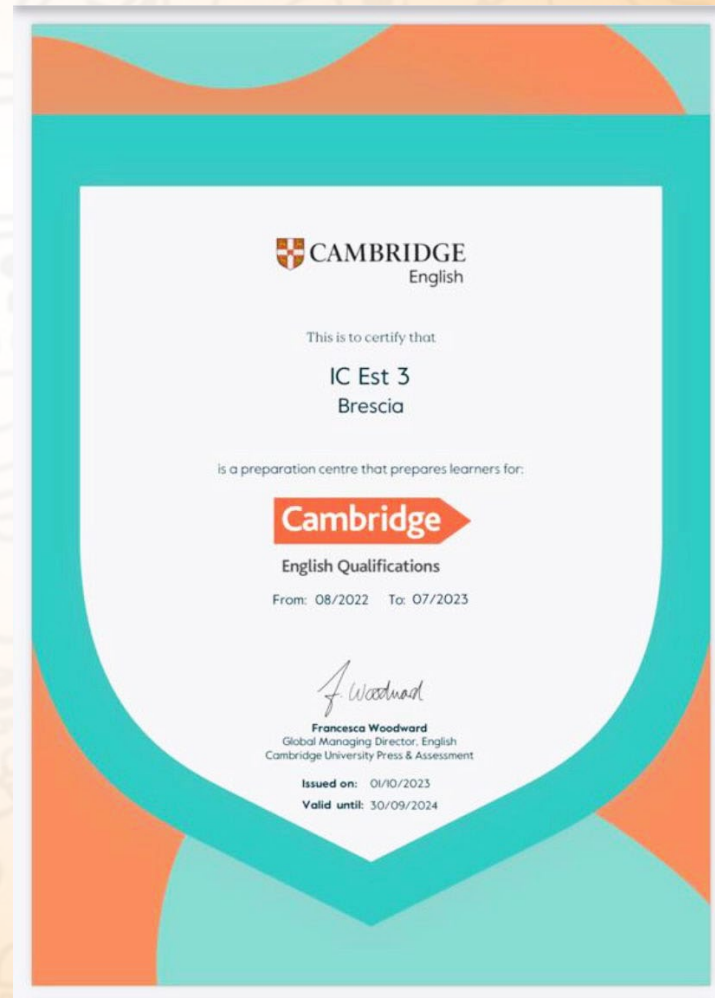 CAMBRIDGE
English
This is to certify that
IC Est 3
Brescia
is a preparation centre that prepares learners for:
Cambridge
English Qualifications
From: 08/2022 To: 07/2023
F. Woodward
Francesca Woodward
Global Managing Director, English
Cambridge University Press & Assessment
Issued on: 01/10/2023
Valid until: 30/09/2024